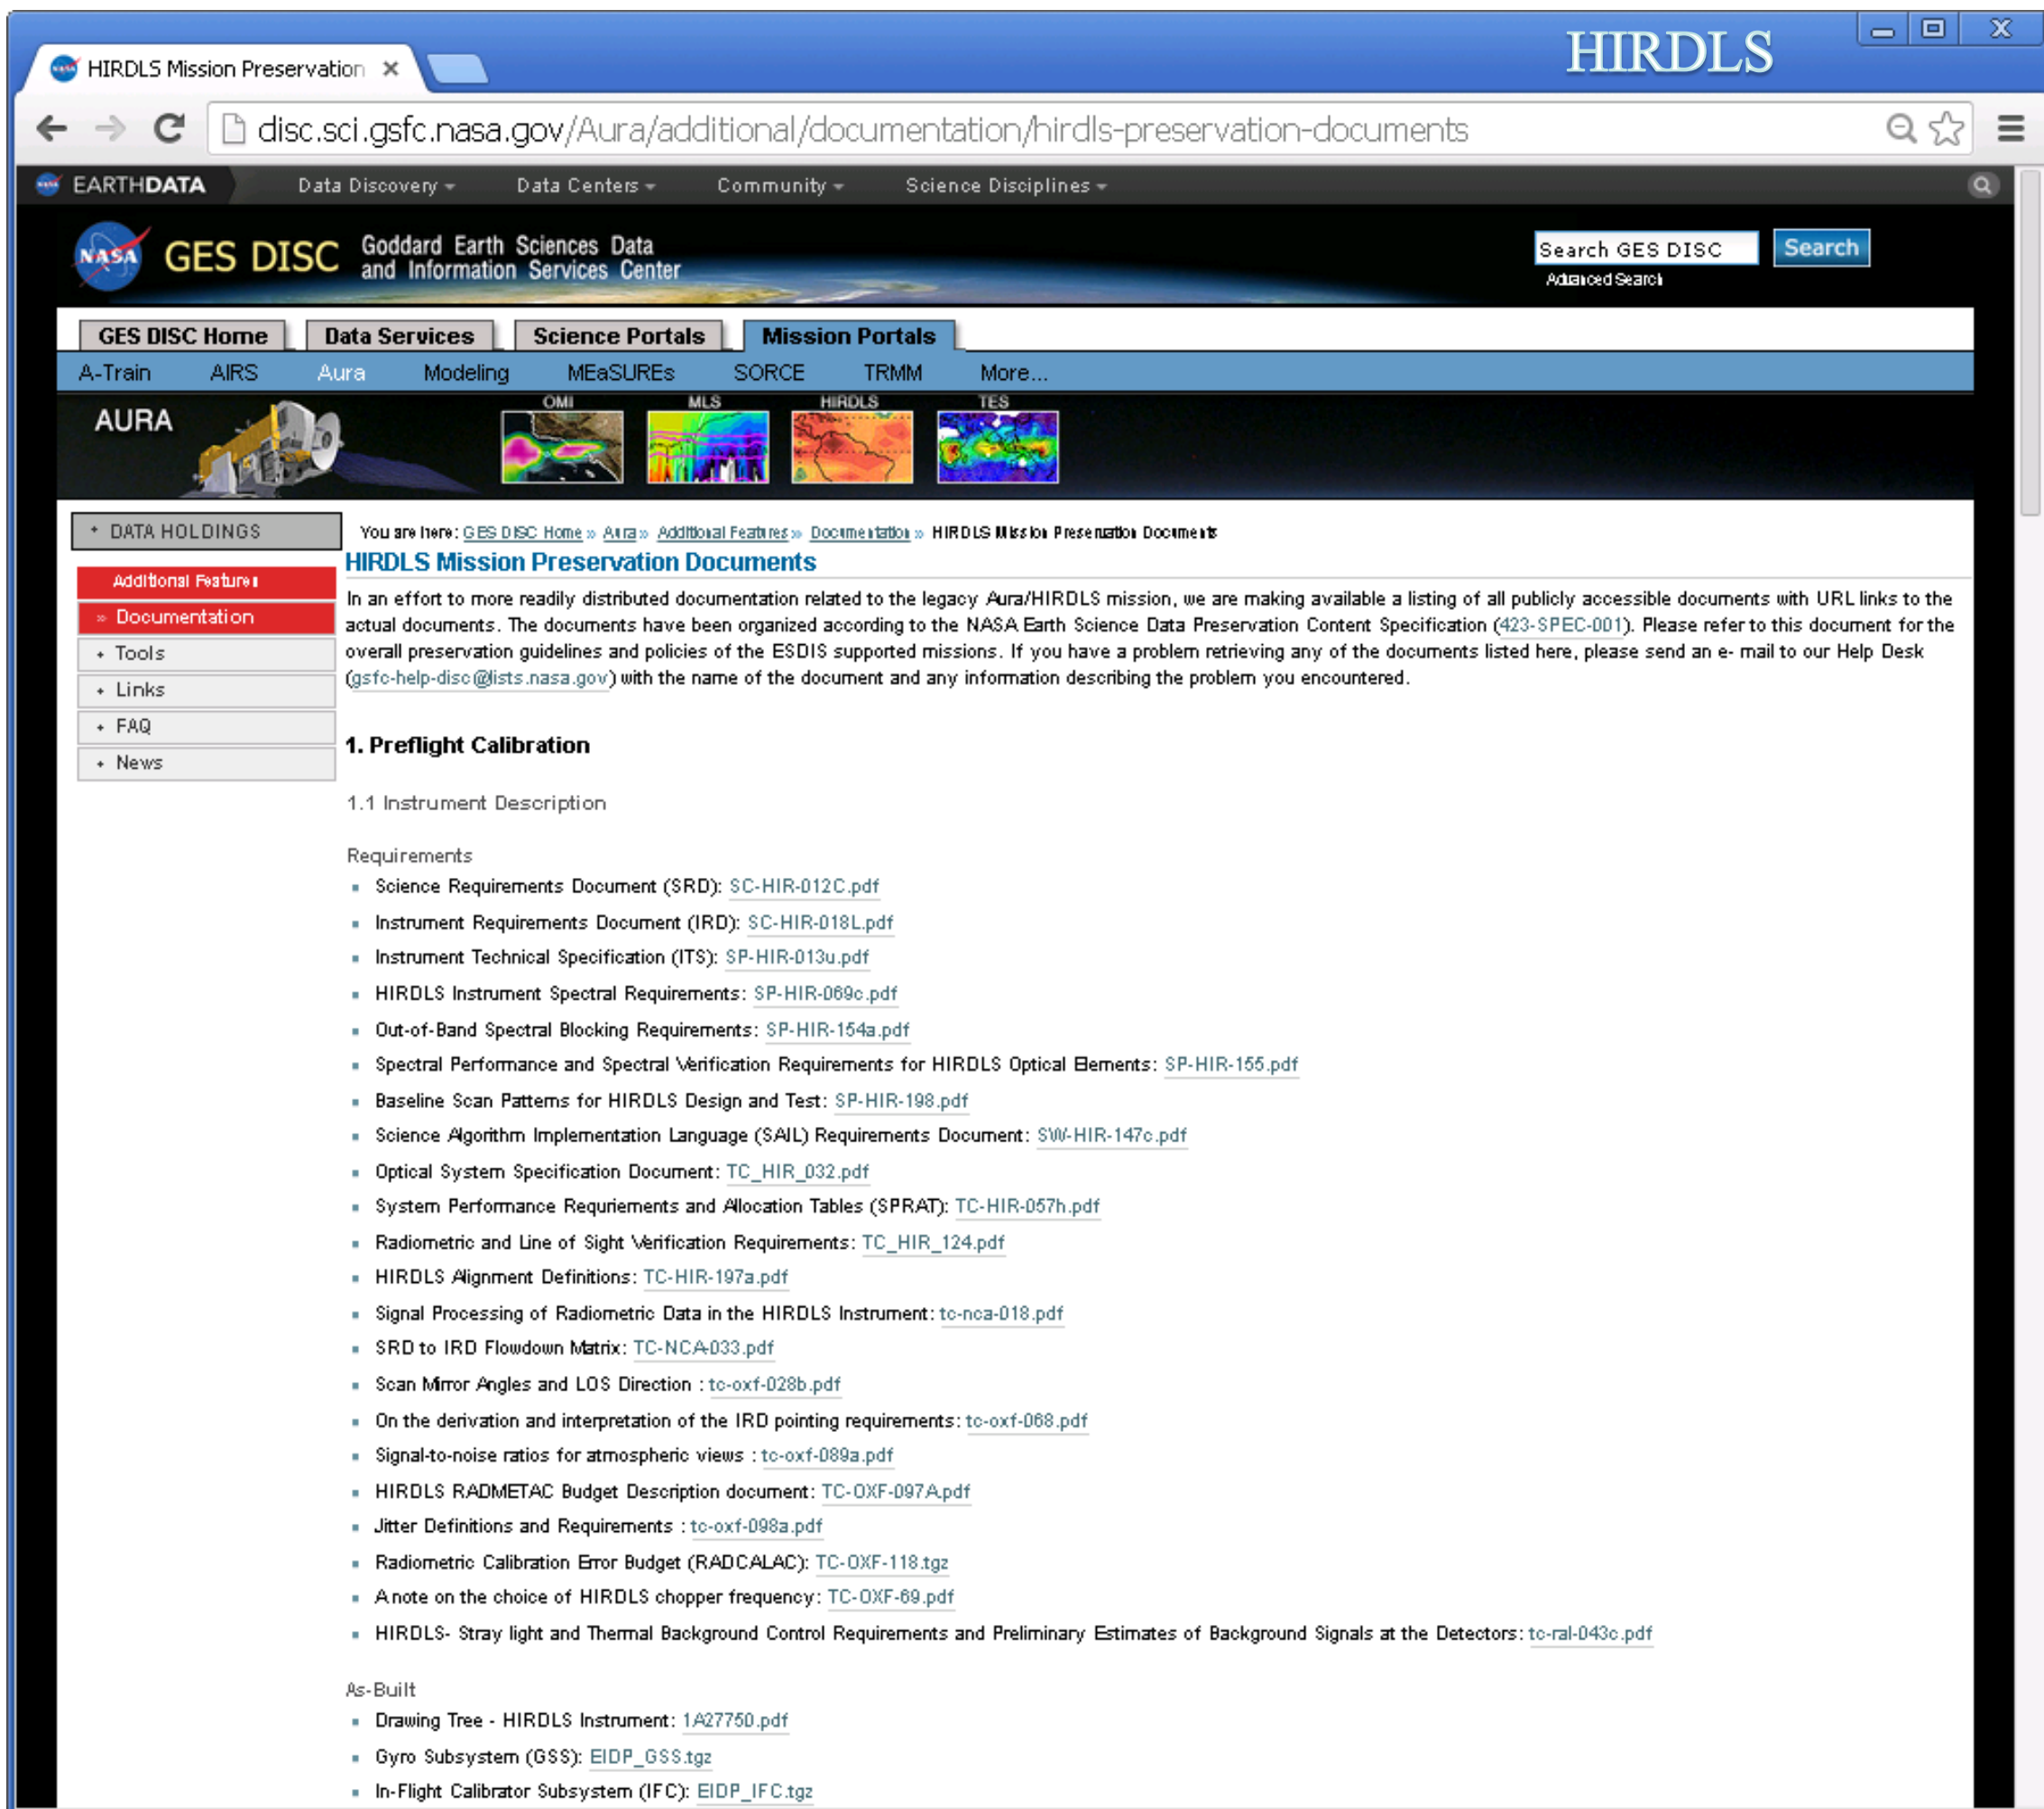 HIRDLS
HIRDLS Mission Preservation
disc.sci.gsfc.nasa.gov/Aura/additional/documentation/hirdls-preservation-documents
EARTHDATA Data Discovery Data Centers Community Science Disciplines
NASA GES DISC Goddard Earth Sciences Data and Information Services Center
Search GES DISC Search
Advanced Search
GES DISC Home Data Services Science Portals Mission Portals
A-Train AIRS Aura Modeling MEaSUREs SORCE TRMM More...
AURA OMI MLS HIRDLS TES
+ DATA HOLDINGS
Additional Features
» Documentation
+ Tools
+ Links
+ FAQ
+ News
You are here: GES DISC Home » Aura » Additional Features » Documentation » HIRDLS Mission Preservation Documents
HIRDLS Mission Preservation Documents
In an effort to more readily distributed documentation related to the legacy Aura/HIRDLS mission, we are making available a listing of all publicly accessible documents with URL links to the
actual documents. The documents have been organized according to the NASA Earth Science Data Preservation Content Specification (423-SPEC-001). Please refer to this document for the
overall preservation guidelines and policies of the ESDIS supported missions. If you have a problem retrieving any of the documents listed here, please send an e- mail to our Help Desk
(gsfc-help-disc@lists.nasa.gov) with the name of the document and any information describing the problem you encountered.
1. Preflight Calibration
1.1 Instrument Description
Requirements
Science Requirements Document (SRD): SC-HIR-012C.pdf
Instrument Requirements Document (IRD): SC-HIR-018L.pdf
Instrument Technical Specification (ITS): SP-HIR-013u.pdf
HIRDLS Instrument Spectral Requirements: SP-HIR-069c.pdf
Out-of-Band Spectral Blocking Requirements: SP-HIR-154a.pdf
Spectral Performance and Spectral Verification Requirements for HIRDLS Optical Elements: SP-HIR-155.pdf
Baseline Scan Patterns for HIRDLS Design and Test: SP-HIR-198.pdf
Science Algorithm Implementation Language (SAIL) Requirements Document: SW-HIR-147c.pdf
Optical System Specification Document: TC_HIR_032.pdf
System Performance Requriements and Allocation Tables (SPRAT): TC-HIR-057h.pdf
Radiometric and Line of Sight Verification Requirements: TC_HIR_124.pdf
HIRDLS Alignment Definitions: TC-HIR-197a.pdf
Signal Processing of Radiometric Data in the HIRDLS Instrument: tc-nca-018.pdf
SRD to IRD Flowdown Matrix: TC-NCA-033.pdf
Scan Mirror Angles and LOS Direction : tc-oxf-028b.pdf
On the derivation and interpretation of the IRD pointing requirements: tc-oxf-068.pdf
Signal-to-noise ratios for atmospheric views : tc-oxf-089a.pdf
HIRDLS RADMETAC Budget Description document: TC-OXF-097A.pdf
Jitter Definitions and Requirements : tc-oxf-098a.pdf
Radiometric Calibration Error Budget (RADCALAC): TC-OXF-118.tgz
A note on the choice of HIRDLS chopper frequency: TC-OXF-69.pdf
HIRDLS- Stray light and Thermal Background Control Requirements and Preliminary Estimates of Background Signals at the Detectors: tc-ral-043c.pdf
As-Built
Drawing Tree - HIRDLS Instrument: 1A27750.pdf
Gyro Subsystem (GSS): EIDP_GSS.tgz
In-Flight Calibrator Subsystem (IFC): EIDP_IFC.tgz